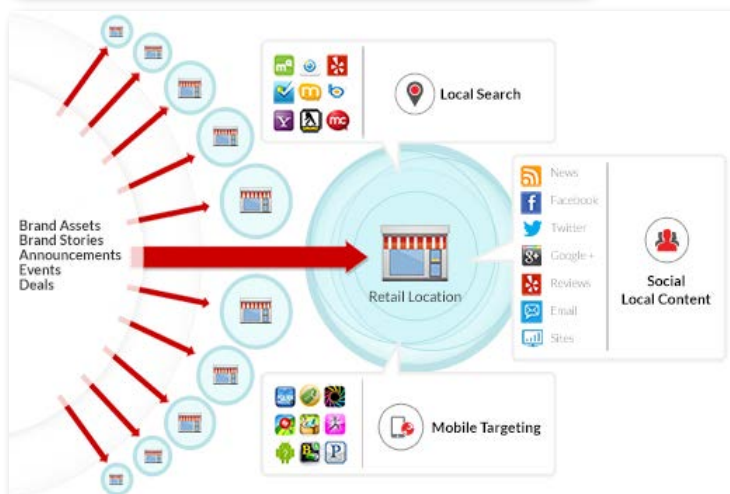 Brand Assets
Brand Stories
Announcements
Events
Deals
Local Search
Retail Location
News
Facebook
Twitter
Google +
Reviews
Email
Sites
Social
Local Content
Mobile Targeting